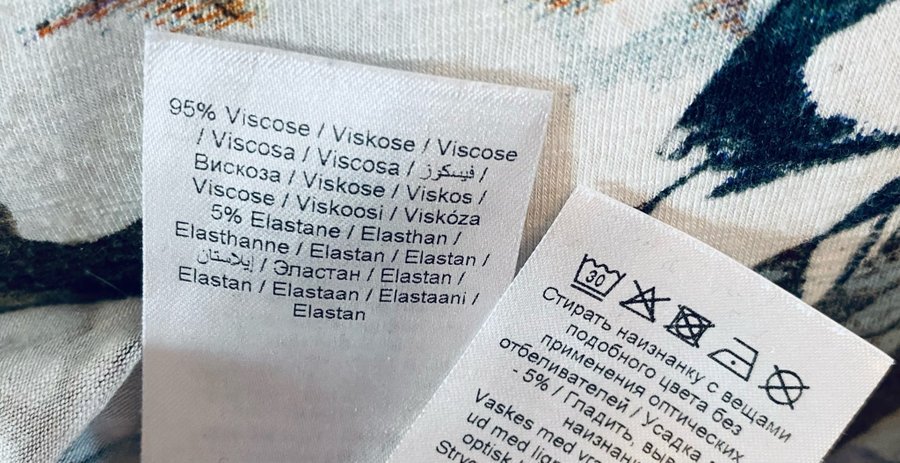 95% Viscose / Viskose / Viscose
/ Viscosa / Viscosa / فيسكوز /
Вискоза / Viskose / Viskos /
Viscose / Viskoosi / Viskóza
5% Elastane / Elasthan /
Elasthanne / Elastan / Elastan /
إيلاستان / Эластан / Elastan /
Elastan / Elastaan / Elastaani /
Elastan
30
Стирать наизнанку с вещами
подобного цвета без
применения оптических
отбеливателей / Усадка
- 5% / Гладить,
наизнан
Vaskes med
ud med
optisk